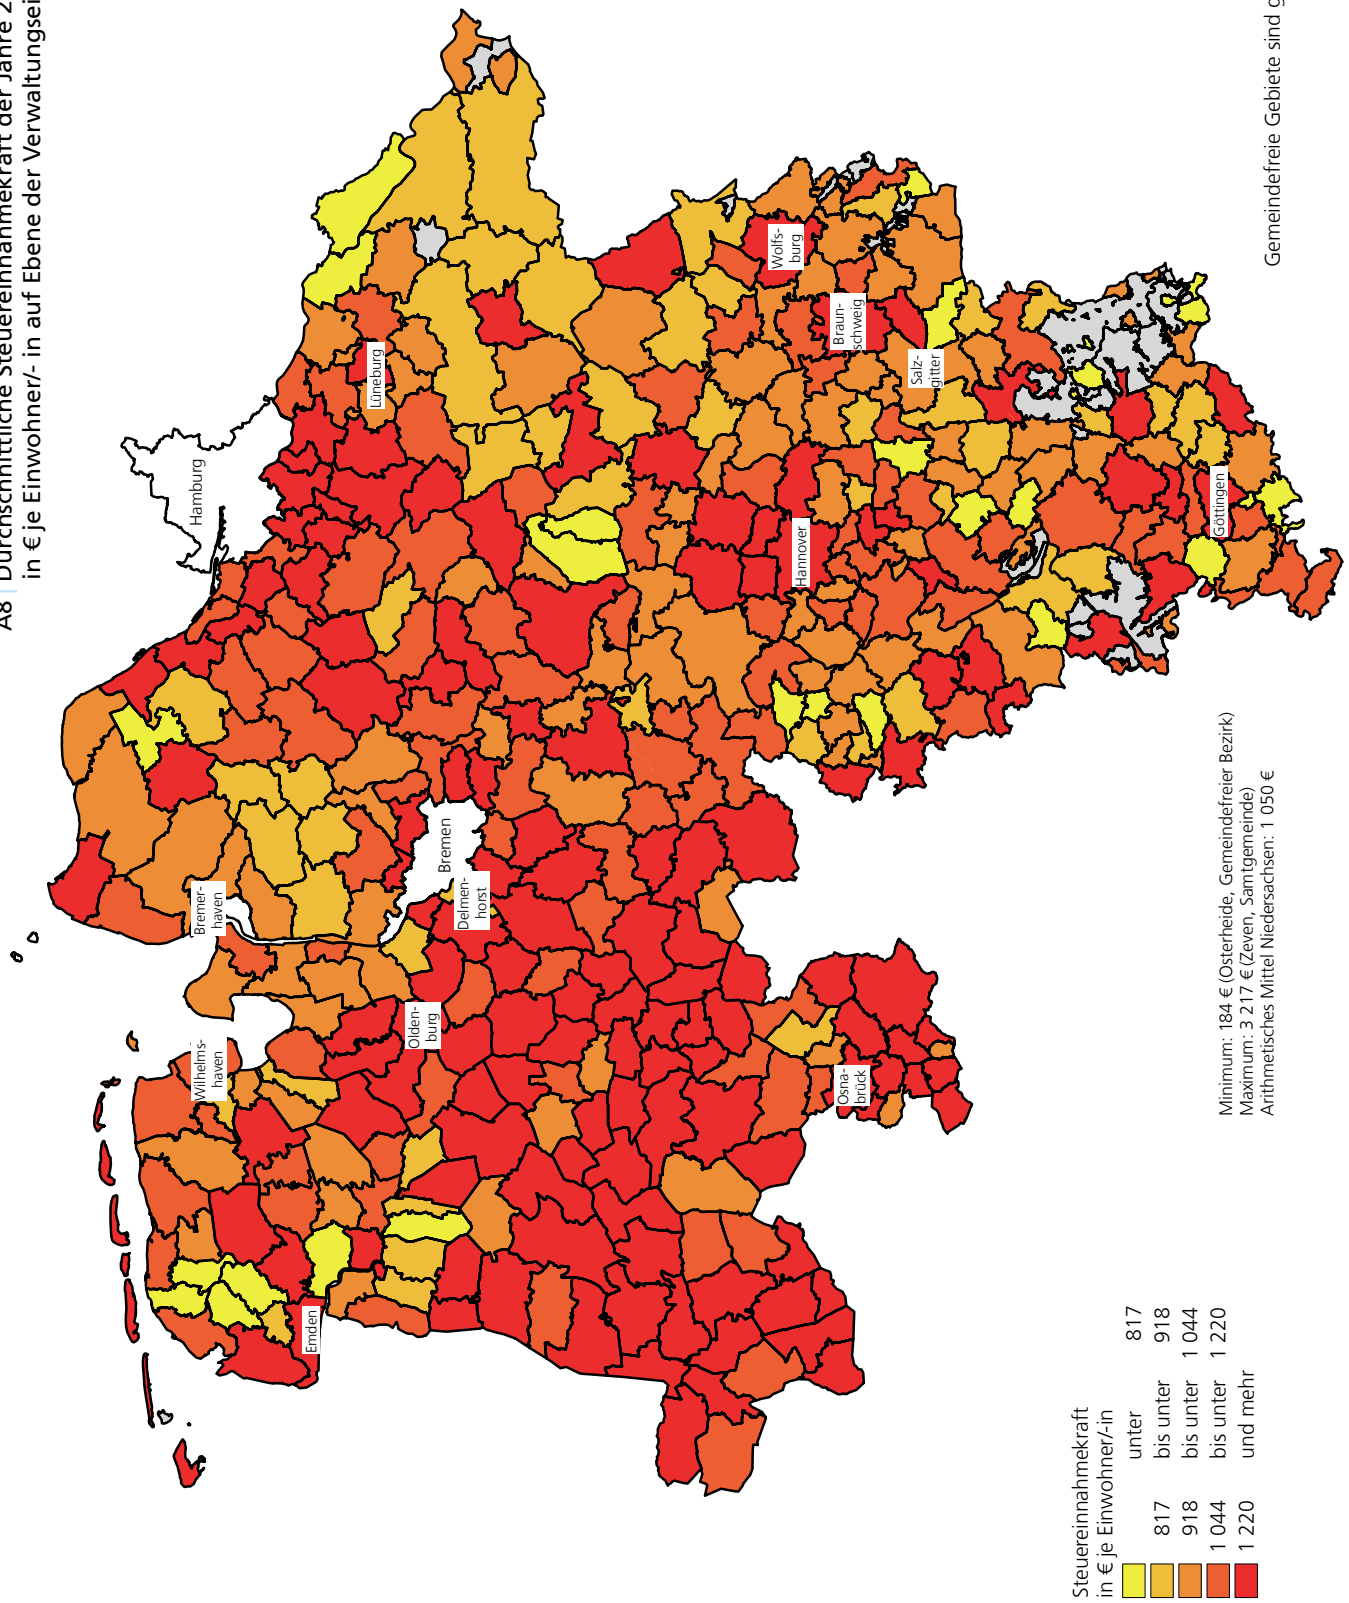 A8 | Durchschnittliche Steuereinnahmekraft der Jahre
in € je Einwohner/- in auf Ebene der
Hamburg
Lüneburg
Bremer-
haven
Wilhelms-
haven
Emden
Olden-
burg
Bremen
Delmen-
horst
Wolfs-
burg
Braun-
schweig
Salz-
gitter
Hannover
Osna-
brück
Göttingen
Steuereinnahmekraft
in € je Einwohner/-in
unter 817
817 bis unter 918
918 bis unter 1 044
1 044 bis unter 1 220
1 220 und mehr
Minimum: 184 € (Osterheide, Gemeindefreier Bezirk)
Maximum: 3 217 € (Zeven, Samtgemeinde)
Arithmetisches Mittel Niedersachsen: 1 050 €
Gemeindefreie Gebiete sind